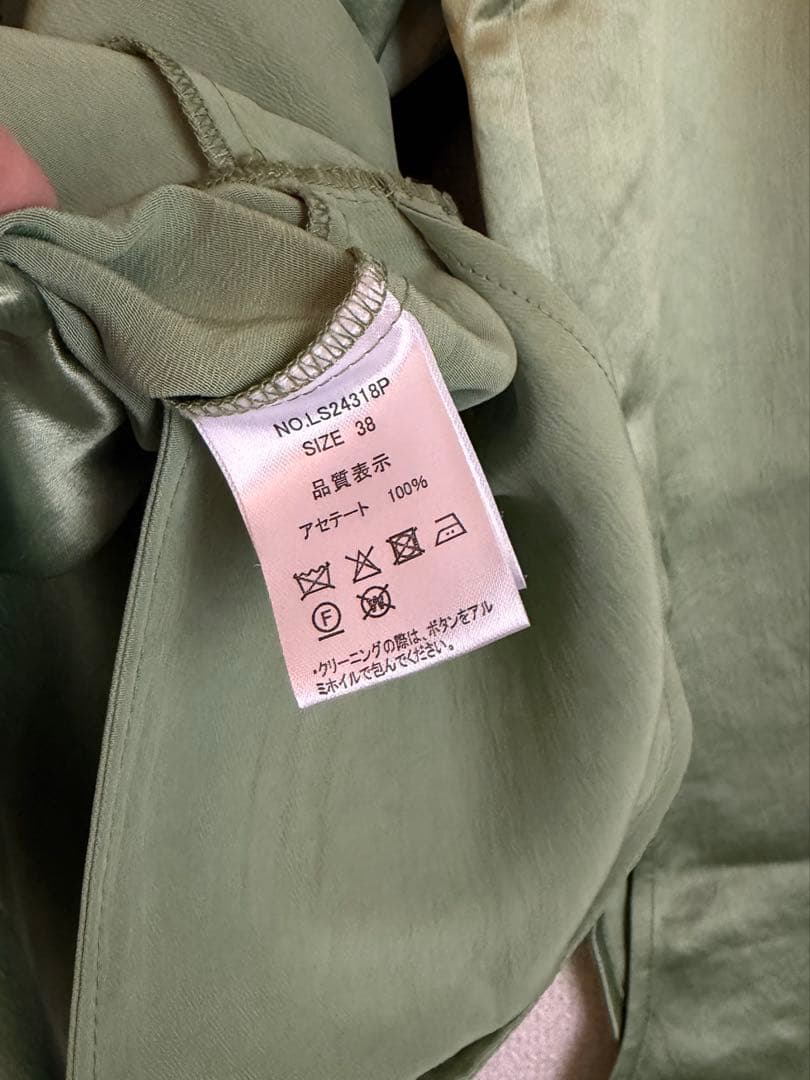 NO.LS24318P
SIZE 38
品質表示
アセテート 100%
F
W
・クリーニングの際は、ボタンをアル
ミホイルで包んでください。